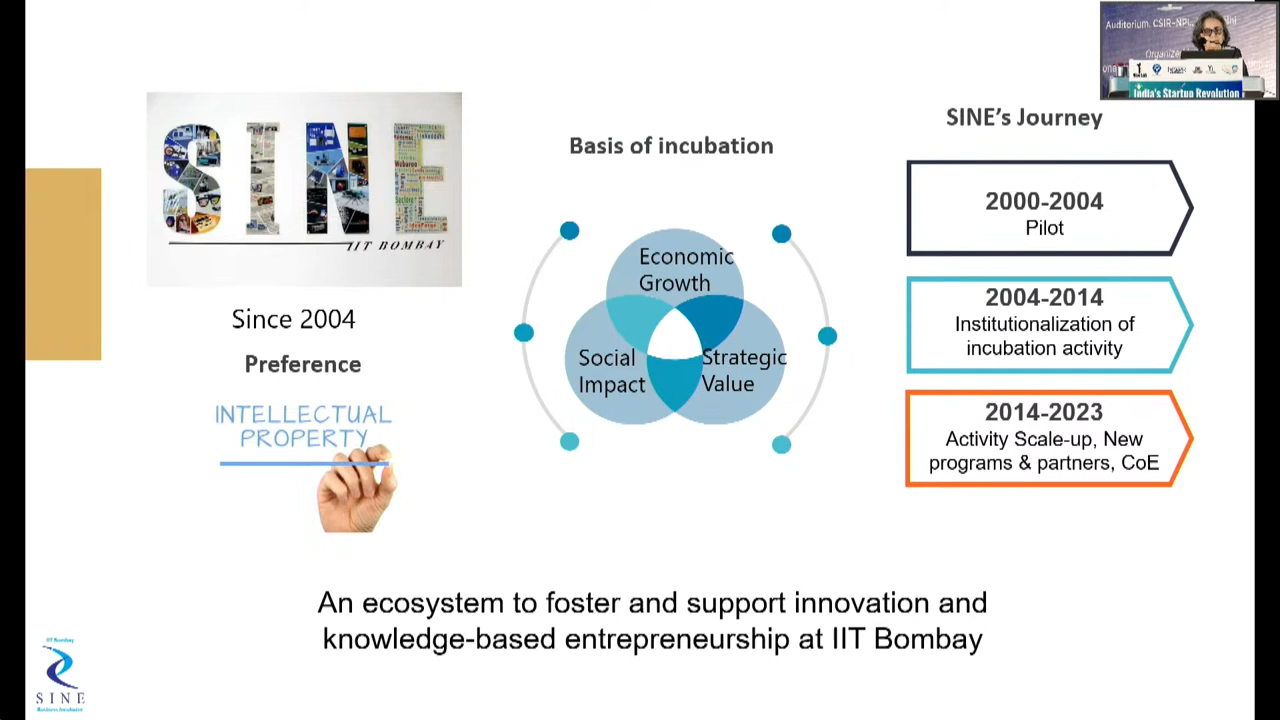 SINE
IIT BOMBAY
Since 2004
Preference
INTELLECTUAL
PROPERTY
Basis of incubation
Economic
Growth
Social
Impact
Strategic
Value
SINE's Journey
2000-2004
Pilot
2004-2014
Institutionalization of
incubation activity
2014-2023
Activity Scale-up, New
programs & partners, CoE
An ecosystem to foster and support innovation and
knowledge-based entrepreneurship at IIT Bombay
IIT Bombay
SINE
Business Incubator
Auditorium, CSIR-NPL
India's Startup Revolution